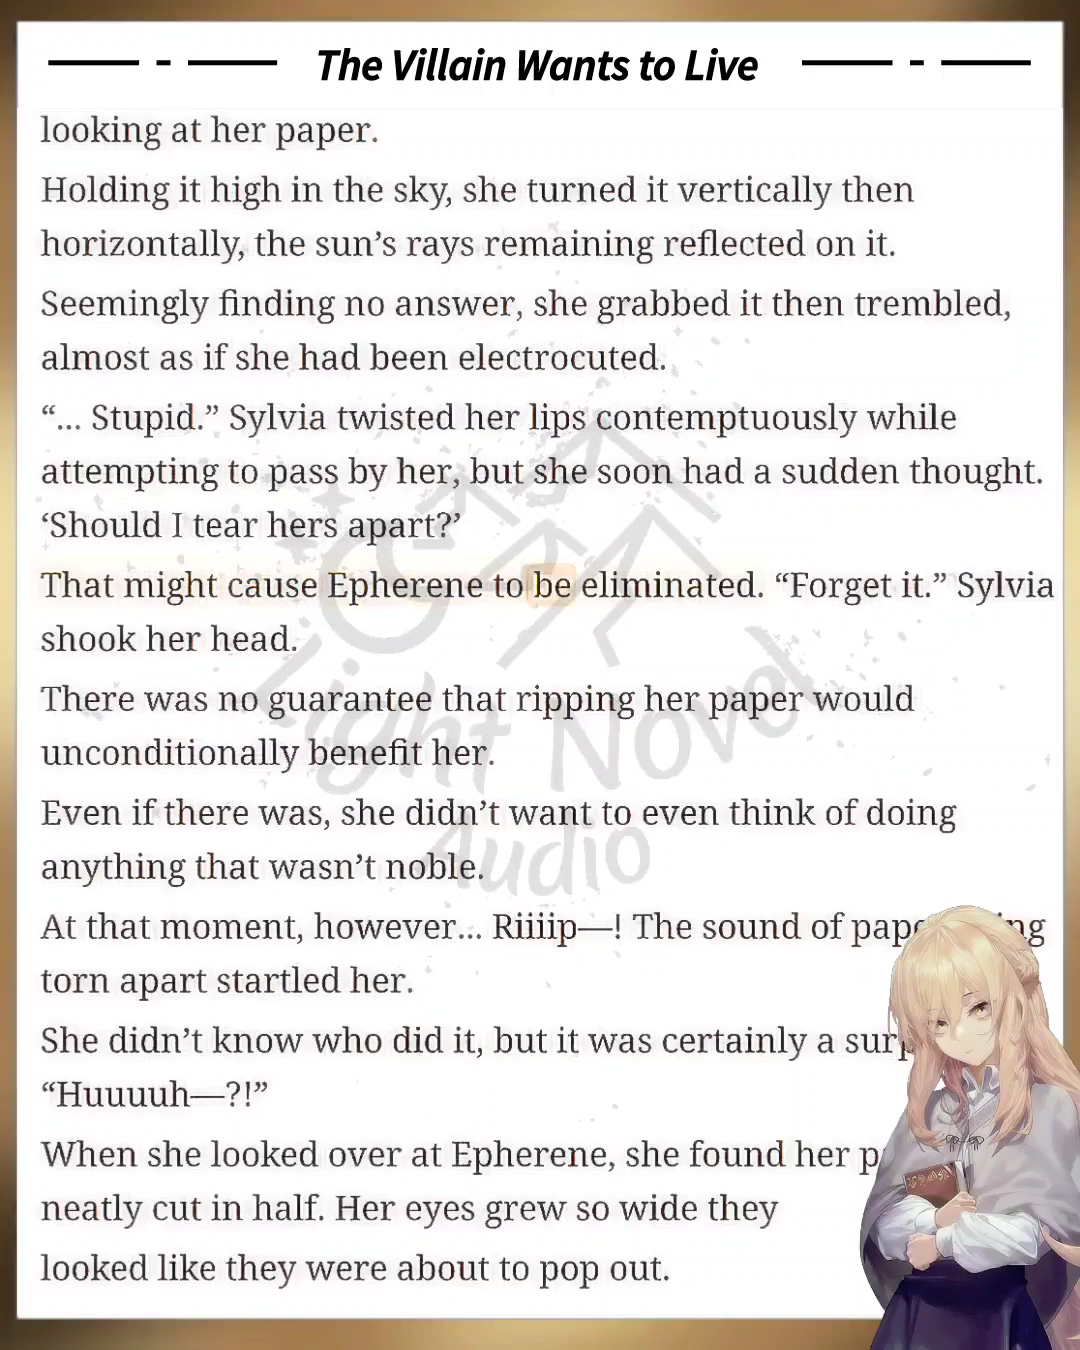 The Villain Wants to Live
looking at her paper.
Holding it high in the sky, she turned it vertically then
horizontally, the sun’s rays remaining reflected on it.
Seemingly finding no answer, she grabbed it then trembled,
almost as if she had been electrocuted.
“... Stupid.” Sylvia twisted her lips contemptuously while
attempting to pass by her, but she soon had a sudden thought.
‘Should I tear hers apart?’
That might cause Epherene to be eliminated. “Forget it.” Sylvia
shook her head.
There was no guarantee that ripping her paper would
unconditionally benefit her.
Even if there was, she didn’t want to even think of doing
anything that wasn’t noble.
At that moment, however... Riiiip—! The sound of
torn apart startled her.
She didn’t know who did it, but it was certainly a
“Huuuuh—?!”
When she looked over at Epherene, she found her
neatly cut in half. Her eyes grew so wide they
looked like they were about to pop out.
Light Novel
Audio